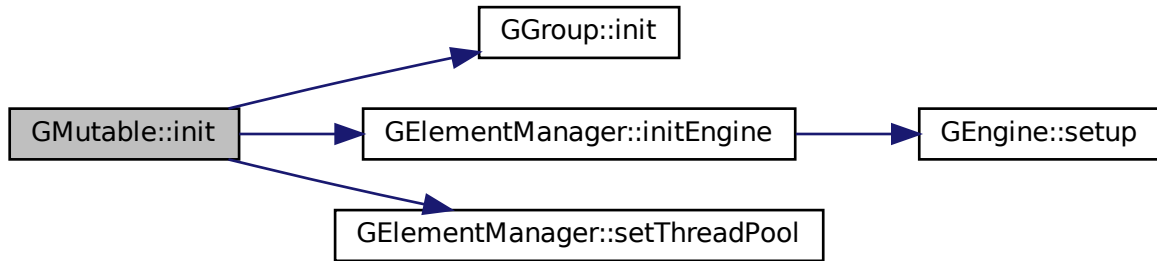 GGroup::init
GMutable::init
GElementManager::initEngine
GEngine::setup
GElementManager::setThreadPool